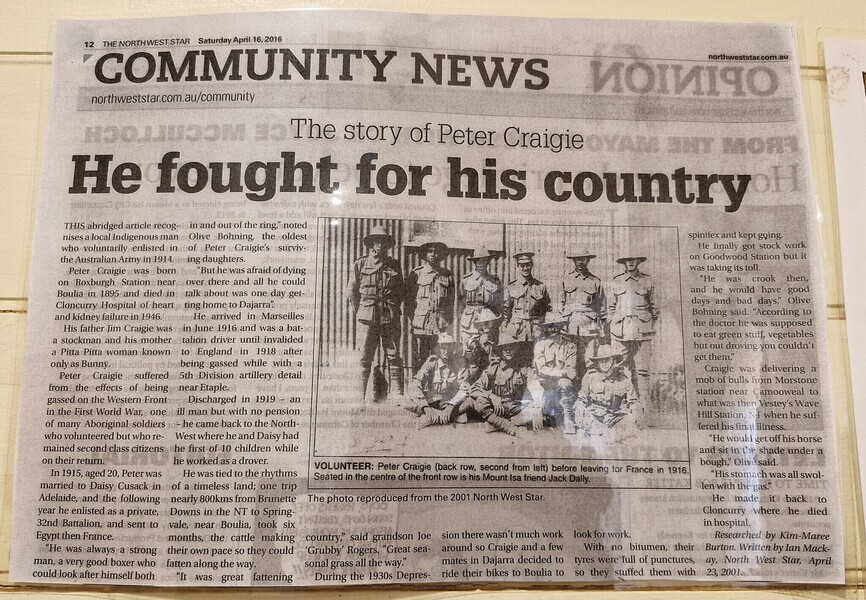 12 THE NORTH WEST STAR Saturday April 16, 2016
northweststar.com.au
COMMUNITY NEWS
OPINION
northweststar.com.au/community
FROM THE MAYO
CE MCCULLOCH
The story of Peter Craigie
He fought for his country
THIS abridged article recog-
nises a local Indigenous man
who voluntarily enlisted in
the Australian Army in 1914.
Peter Craigie was born
on Roxburgh Station near
Boulia in 1895 and died in
Cloncurry Hospital of heart
and kidney failure in 1946.
His father Jim Craigie was
a stockman and his mother
a Pitta Pitta woman known
only as Bunny.
Peter Craigie suffered
from the effects of being
gassed on the Western Front
in the First World War, one
of many Aboriginal soldiers
who volunteered but who re-
mained second class citizens
on their return.
In 1915, aged 20, Peter was
married to Daisy Cusack in
Adelaide, and the following
year he enlisted as a private,
32nd Battalion, and sent to
Egypt then France.
"He was always a strong
man, a very good boxer who
could look after himself both
in and out of the ring," noted
Olive Bohning, the oldest
of Peter Craigie's surviv-
ing daughters.
"But he was afraid of dying
over there and all he could
talk about was one day get-
ting home to Dajarra".
He arrived in Marseilles
in June 1916 and was a bat-
talion driver until invalided
to England in 1918 after
being gassed while with a
5th Division artillery detail
near Etaple.
Discharged in 1919 - an
ill man but with no pension
- he came back to the North-
West where he and Daisy had
the first of 10 children while
he worked as a drover.
He was tied to the rhythms
of a timeless land; one trip
nearly 800kms from Brunette
Downs in the NT to Spring-
vale, near Boulia, took six
months, the cattle making
their own pace so they could
fatten along the way.
"It was great fattening
VOLUNTEER: Peter Craigie (back row, second from left) before leaving for France in 1916.
Seated in the centre of the front row is his Mount Isa friend Jack Dally.
The photo reproduced from the 2001 North West Star.
country," said grandson Joe
'Grubby' Rogers, "Great sea-
sonal grass all the way."
During the 1930s Depres-
sion there wasn't much work
around so Craigie and a few
mates in Dajarra decided to
ride their bikes to Boulia to
look for work.
With no bitumen, their
tyres were full of punctures,
so they stuffed them with
spinifex and kept going.
He finally got stock work
on Goodwood Station but it
was taking its toll.
"He was crook then,
and he would have good
days and bad days," Olive
Bohning said. "According to
the doctor he was supposed
to eat green stuff, vegetables
but out droving you couldn't
get them."
Craigie was delivering a
mob of bulls from Morstone
station near Camooweal to
what was then Vestey's Wave
Hill Station, NT when he suf-
fered his final illness.
"He would get off his horse
and sit in the shade under a
bough," Olive said.
"His stomach was all swol-
len with the gas."
He made it back to
Cloncurry where he died
in hospital.
Researched by Kim-Maree
Burton. Written by Ian Mack-
ay, North West Star, April
23, 2001.